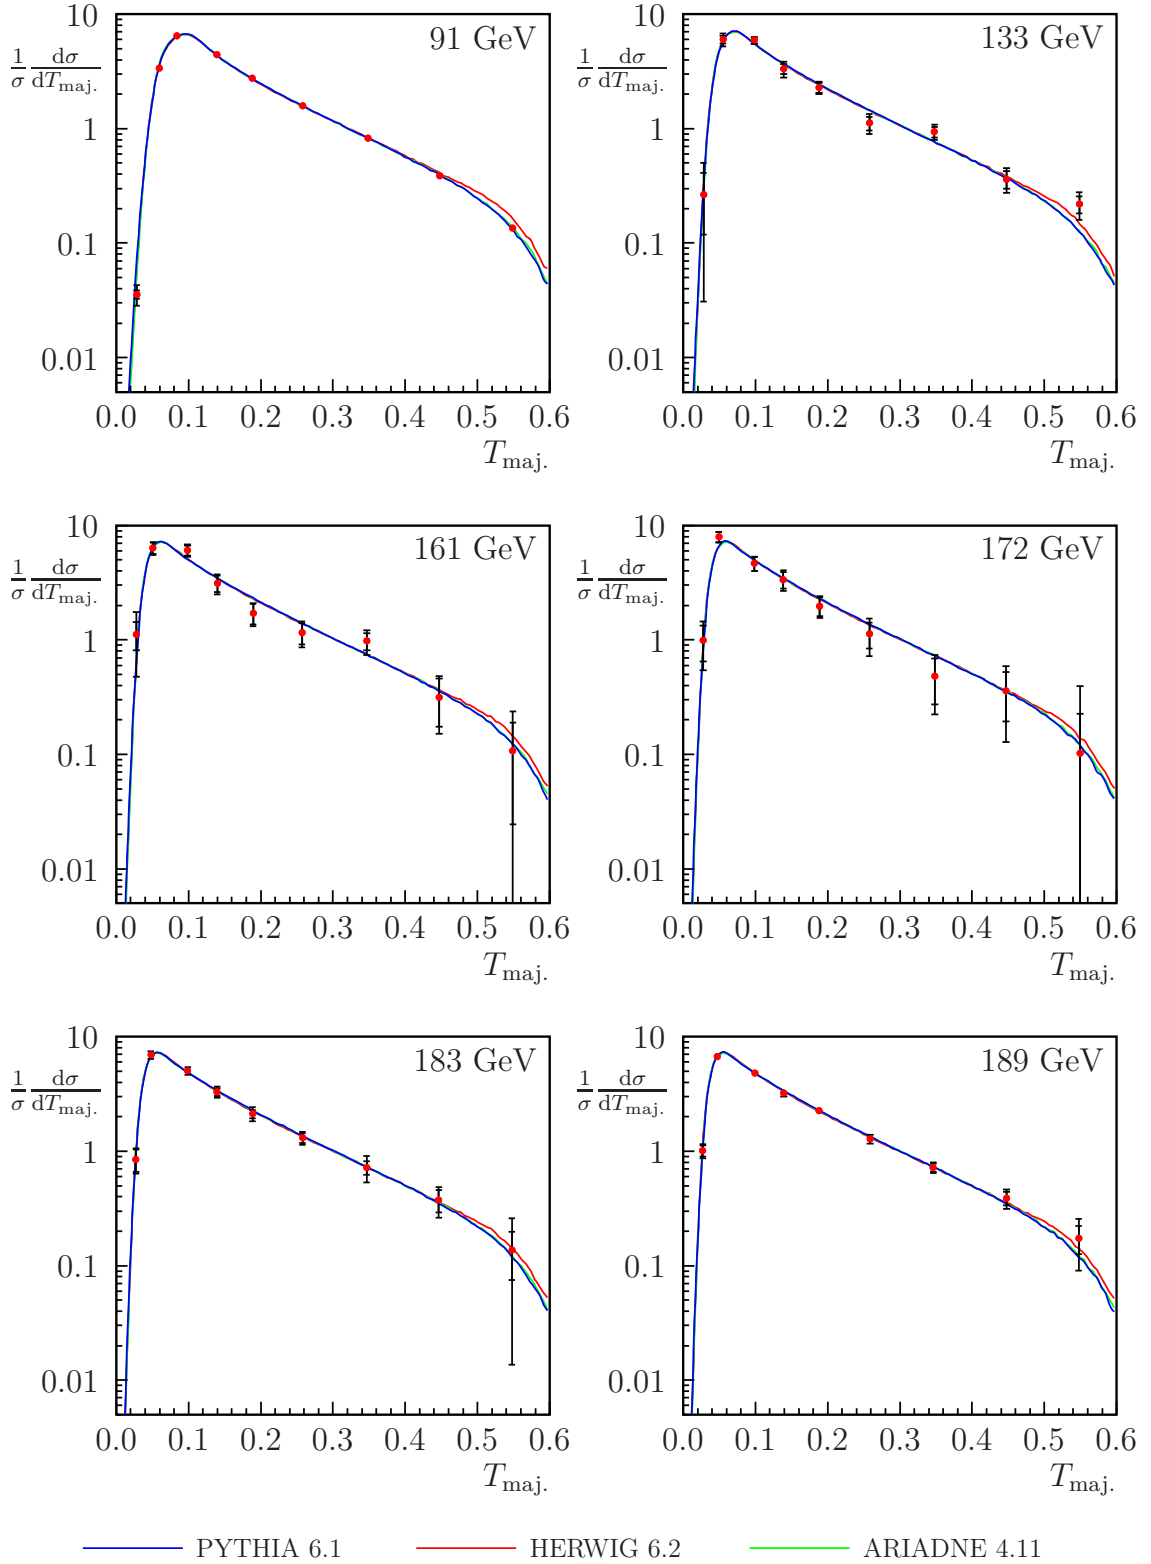 91 GeV
10
1
0.1
0.01
1/σ dσ/dT_maj.
0.0 0.1 0.2 0.3 0.4 0.5 0.6
T_maj.
133 GeV
10
1
0.1
0.01
1/σ dσ/dT_maj.
0.0 0.1 0.2 0.3 0.4 0.5 0.6
T_maj.
161 GeV
10
1
0.1
0.01
1/σ dσ/dT_maj.
0.0 0.1 0.2 0.3 0.4 0.5 0.6
T_maj.
172 GeV
10
1
0.1
0.01
1/σ dσ/dT_maj.
0.0 0.1 0.2 0.3 0.4 0.5 0.6
T_maj.
183 GeV
10
1
0.1
0.01
1/σ dσ/dT_maj.
0.0 0.1 0.2 0.3 0.4 0.5 0.6
T_maj.
189 GeV
10
1
0.1
0.01
1/σ dσ/dT_maj.
0.0 0.1 0.2 0.3 0.4 0.5 0.6
T_maj.
PYTHIA 6.1 HERWIG 6.2 ARIADNE 4.11